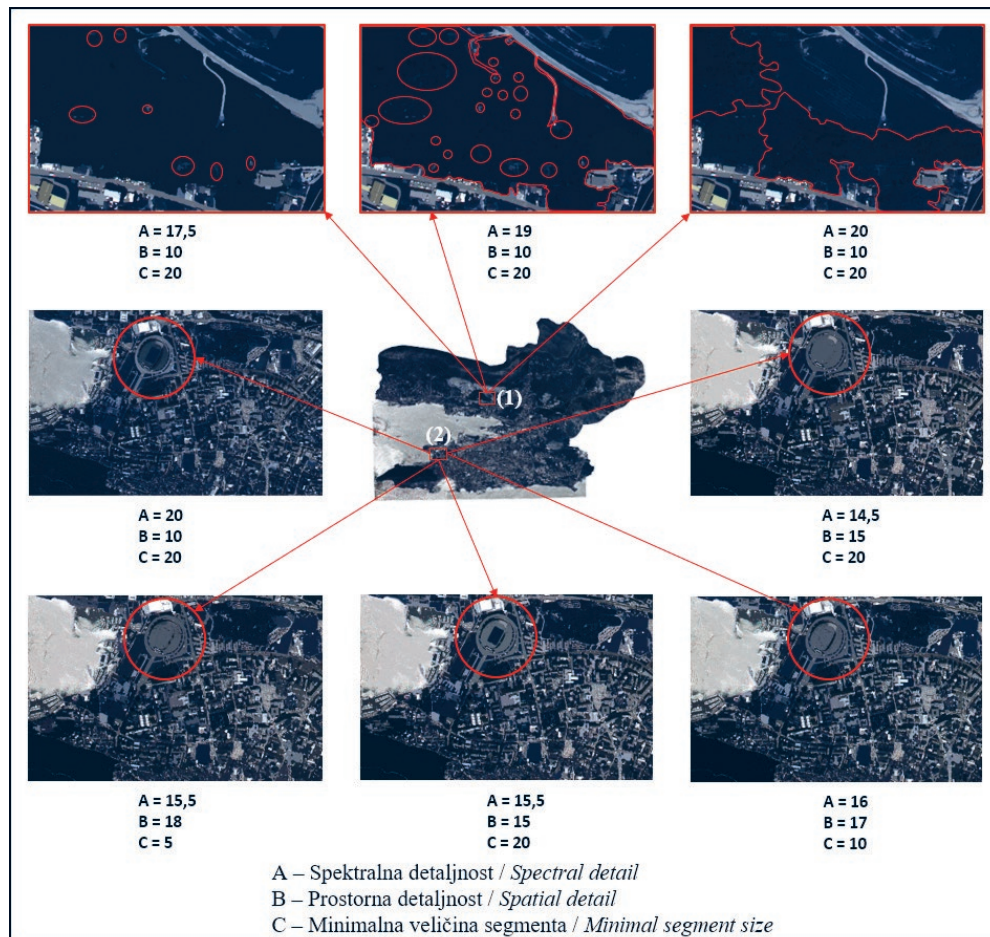 A = 17,5
B = 10
C = 20
A = 19
B = 10
C = 20
A = 20
B = 10
C = 20
(1)
(2)
A = 20
B = 10
C = 20
A = 14,5
B = 15
C = 20
A = 15,5
B = 18
C = 5
A = 15,5
B = 15
C = 20
A = 16
B = 17
C = 10
A – Spektralna detaljnost / Spectral detail
B – Prostorna detaljnost / Spatial detail
C – Minimalna veličina segmenta / Minimal segment size